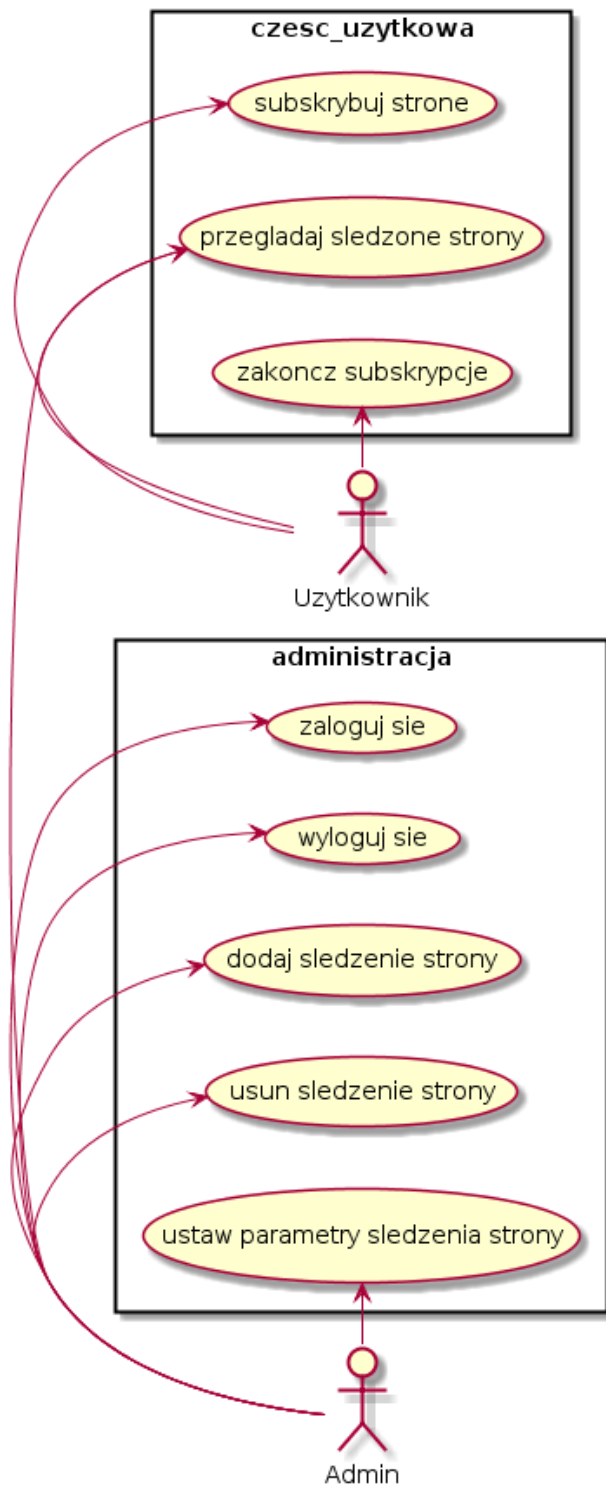 czesc_uzytkowa
subskrybuj strone
przegladaj sledzone strony
zakoncz subskrypcje
Uzytkownik
administracja
zaloguj sie
wyloguj sie
dodaj sledzenie strony
usun sledzenie strony
ustaw parametry sledzenia strony
Admin